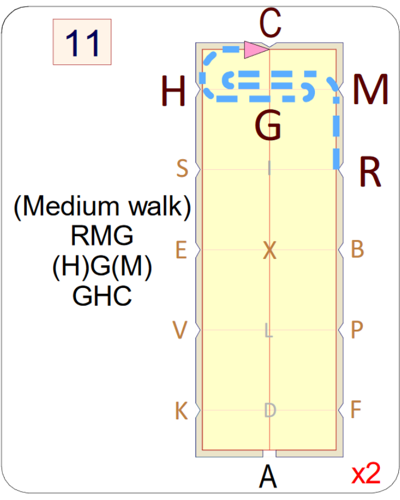 11
C
H M
G
S I R
(Medium walk)
RMG
(H)G(M)
GHC
E X B
V L P
K D F
A
x2